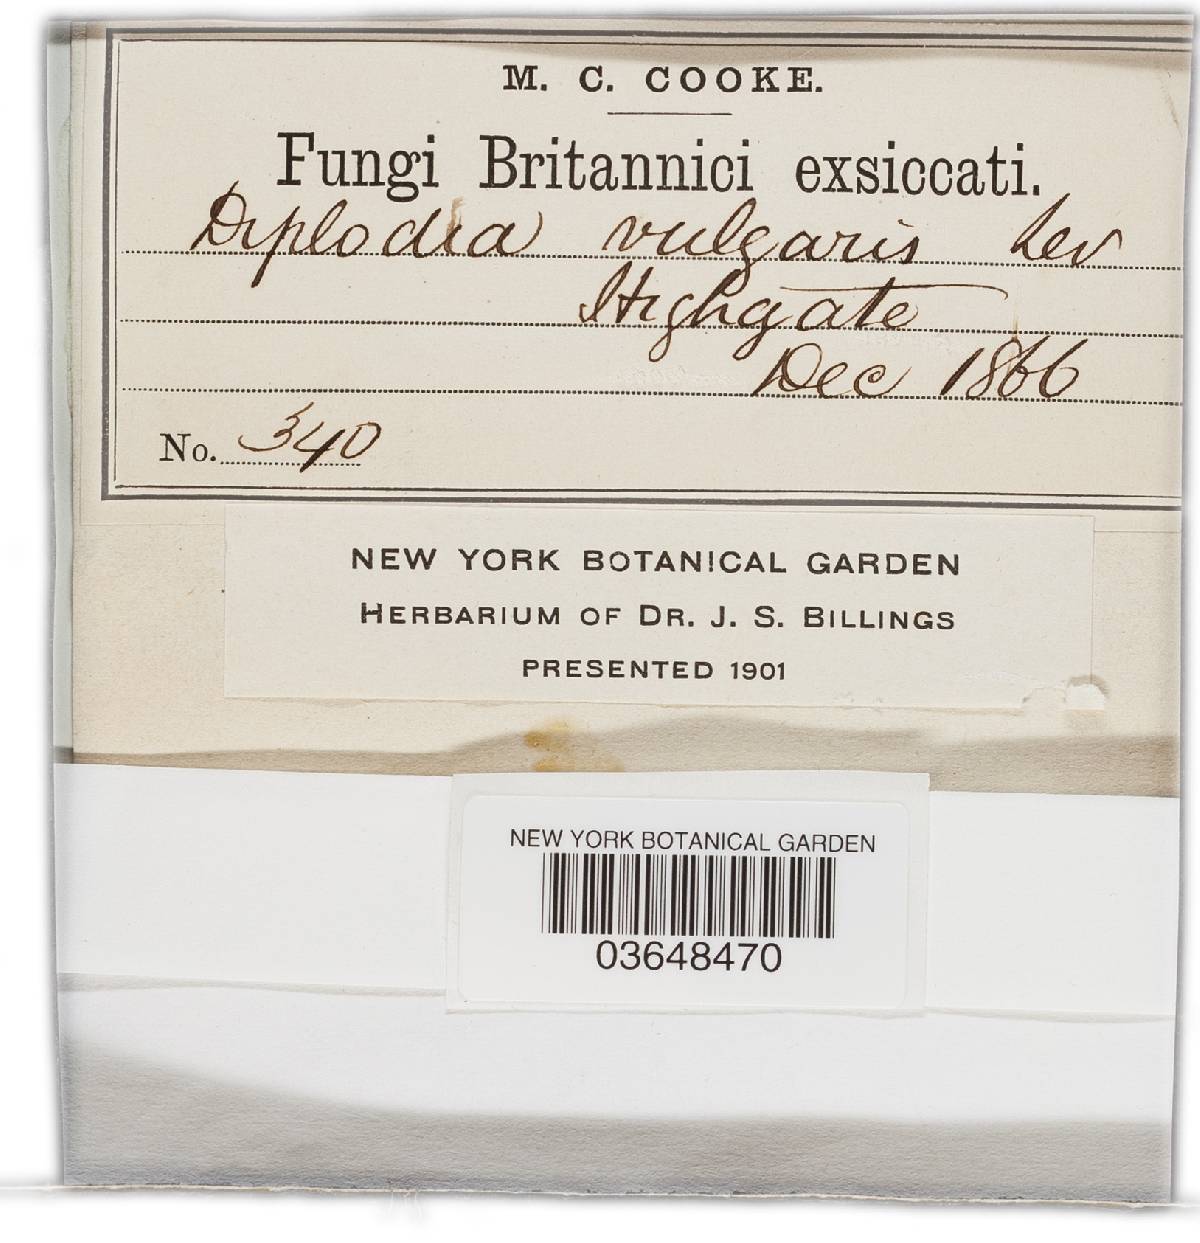 M. C. COOKE.
Fungi Britannici exsiccati.
Diplodia vulgaris Lev
Highgate
Dec 1866
No. 340
NEW YORK BOTANICAL GARDEN
HERBARIUM OF DR. J. S. BILLINGS
PRESENTED 1901
NEW YORK BOTANICAL GARDEN
03648470